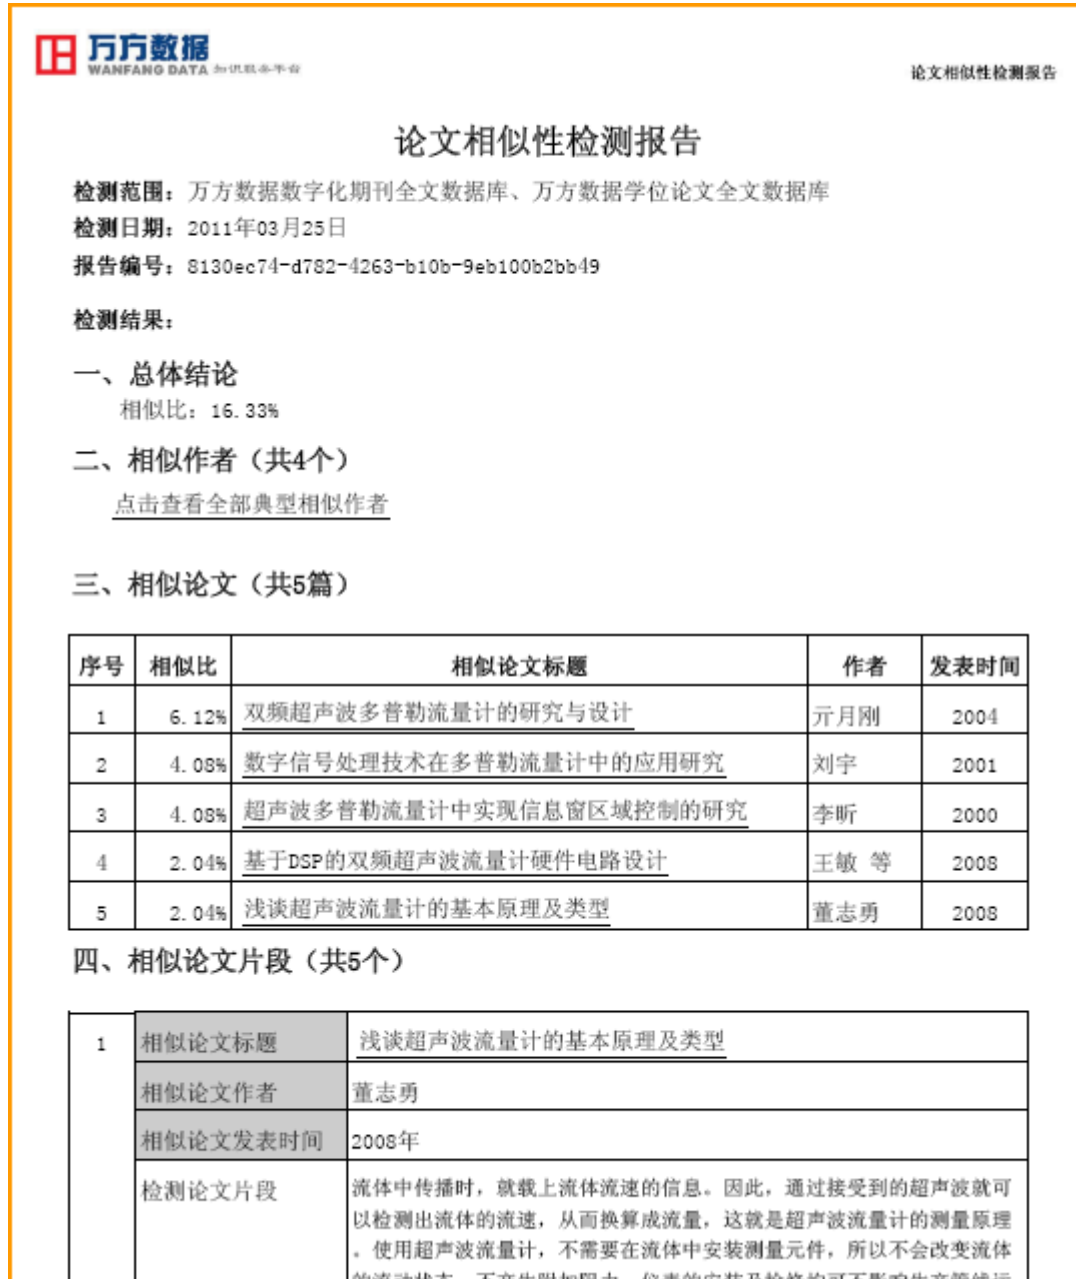 万方数据
WANFANG DATA 知识服务平台
论文相似性检测报告
论文相似性检测报告
检测范围：万方数据数字化期刊全文数据库、万方数据学位论文全文数据库
检测日期：2011年03月25日
报告编号：8130ec74-d782-4263-b10b-9eb100b2bb49
检测结果：
一、总体结论
相似比：16.33%
二、相似作者（共4个）
点击查看全部典型相似作者
三、相似论文（共5篇）
序号 相似比 相似论文标题 作者 发表时间
1 6.12% 双频超声波多普勒流量计的研究与设计 亓月刚 2004
2 4.08% 数字信号处理技术在多普勒流量计中的应用研究 刘宇 2001
3 4.08% 超声波多普勒流量计中实现信息窗区域控制的研究 李昕 2000
4 2.04% 基于DSP的双频超声波流量计硬件电路设计 王敏 等 2008
5 2.04% 浅谈超声波流量计的基本原理及类型 董志勇 2008
四、相似论文片段（共5个）
1 相似论文标题 浅谈超声波流量计的基本原理及类型
相似论文作者 董志勇
相似论文发表时间 2008年
检测论文片段 流体中传播时，就载上流体流速的信息。因此，通过接受到的超声波就可
以检测出流体的流速，从而换算成流量，这就是超声波流量计的测量原理
。使用超声波流量计，不需要在流体中安装测量元件，所以不会改变流体